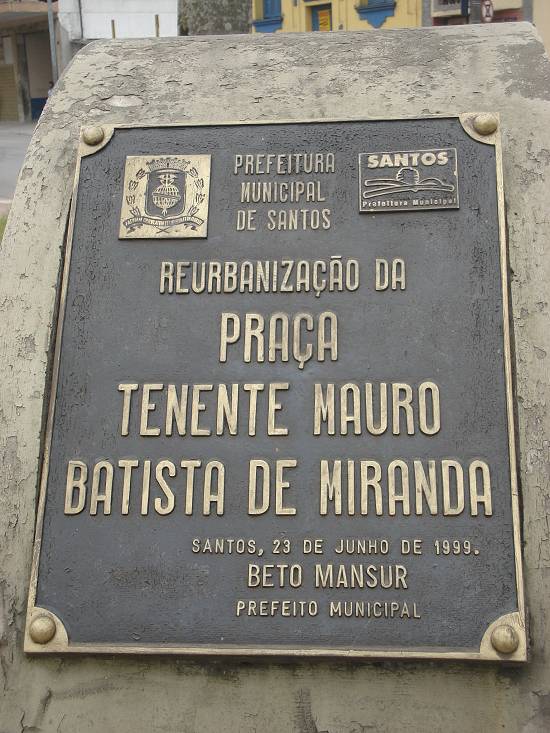 PREFEITURA
MUNICIPAL
DE SANTOS
SANTOS
Prefeitura Municipal
REURBANIZAÇÃO DA
PRAÇA
TENENTE MAURO
BATISTA DE MIRANDA
SANTOS, 23 DE JUNHO DE 1999.
BETO MANSUR
PREFEITO MUNICIPAL